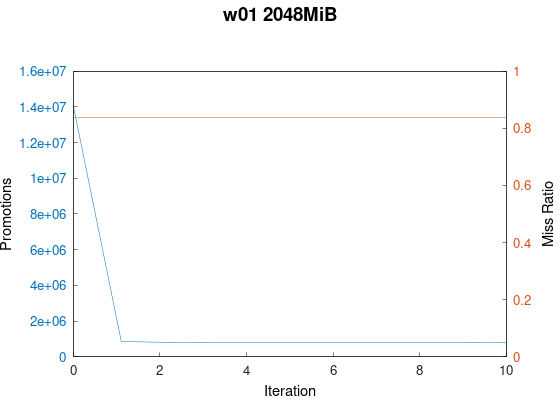 w01 2048MiB
1.6e+07
1.4e+07
1.2e+07
1e+07
8e+06
6e+06
4e+06
2e+06
0
Promotions
1
0.8
0.6
0.4
0.2
0
Miss Ratio
0 2 4 6 8 10
Iteration